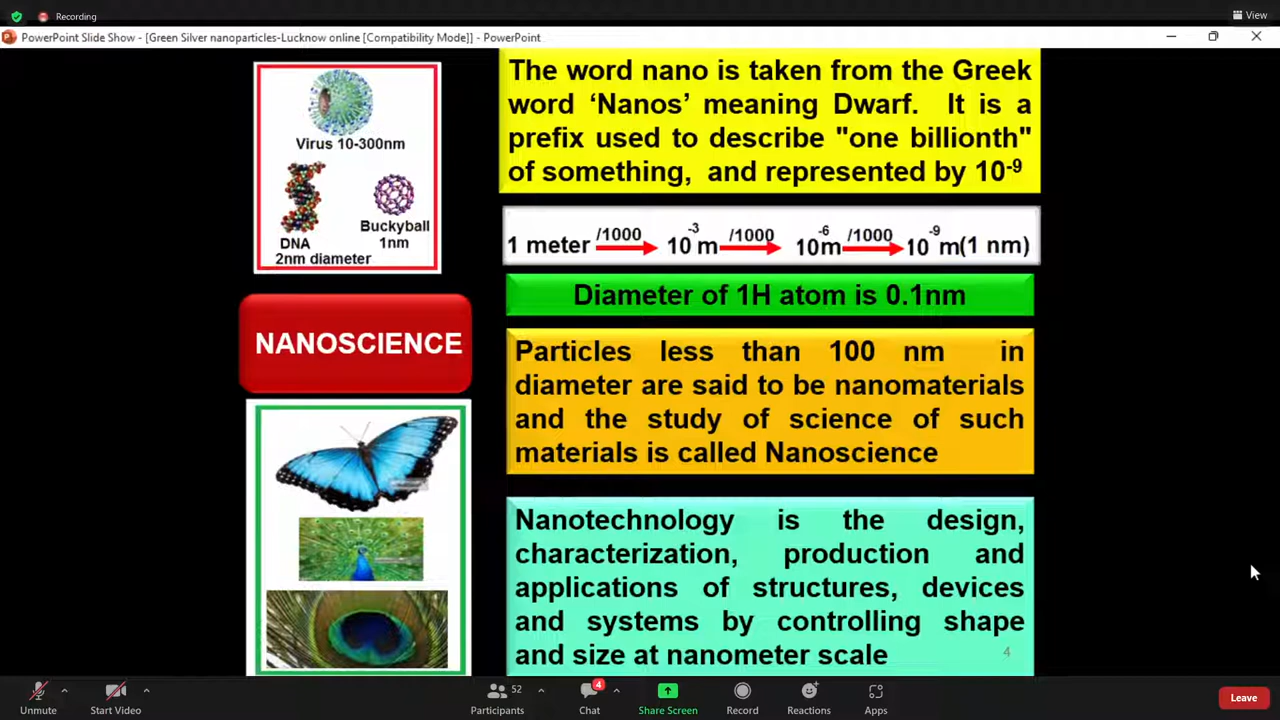 Recording
View
PowerPoint Slide Show - [Green Silver nanoparticles-Lucknow online [Compatibility Mode]] - PowerPoint
Virus 10-300nm
DNA
2nm diameter
Buckyball
1nm
The word nano is taken from the Greek
word ‘Nanos’ meaning Dwarf. It is a
prefix used to describe "one billionth"
of something, and represented by 10-9
1 meter /1000 10-3 m /1000 10-6 m /1000 10-9 m(1 nm)
Diameter of 1H atom is 0.1nm
NANOSCIENCE
Particles less than 100 nm in
diameter are said to be nanomaterials
and the study of science of such
materials is called Nanoscience
Nanotechnology is the design,
characterization, production and
applications of structures, devices
and systems by controlling shape
and size at nanometer scale
4
Unmute
Start Video
Participants 52
Chat 4
Share Screen
Record
Reactions
Apps
Leave